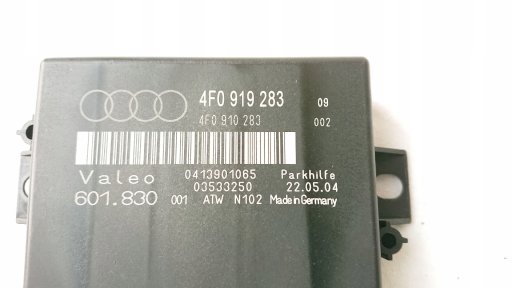 4F0 919 283 09
4F0 910 283 002
Valeo 0413901065 Parkhilfe
03533250 22.05.04
601.830 001 ATW N102 Made in Germany